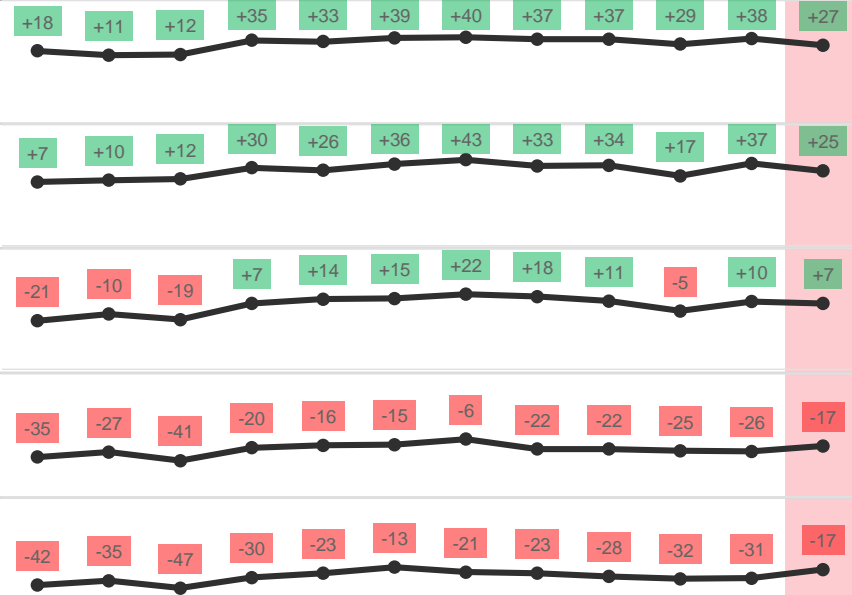 +18 +11 +12 +35 +33 +39 +40 +37 +37 +29 +38 +27
+7 +10 +12 +30 +26 +36 +43 +33 +34 +17 +37 +25
-21 -10 -19 +7 +14 +15 +22 +18 +11 -5 +10 +7
-35 -27 -41 -20 -16 -15 -6 -22 -22 -25 -26 -17
-42 -35 -47 -30 -23 -13 -21 -23 -28 -32 -31 -17